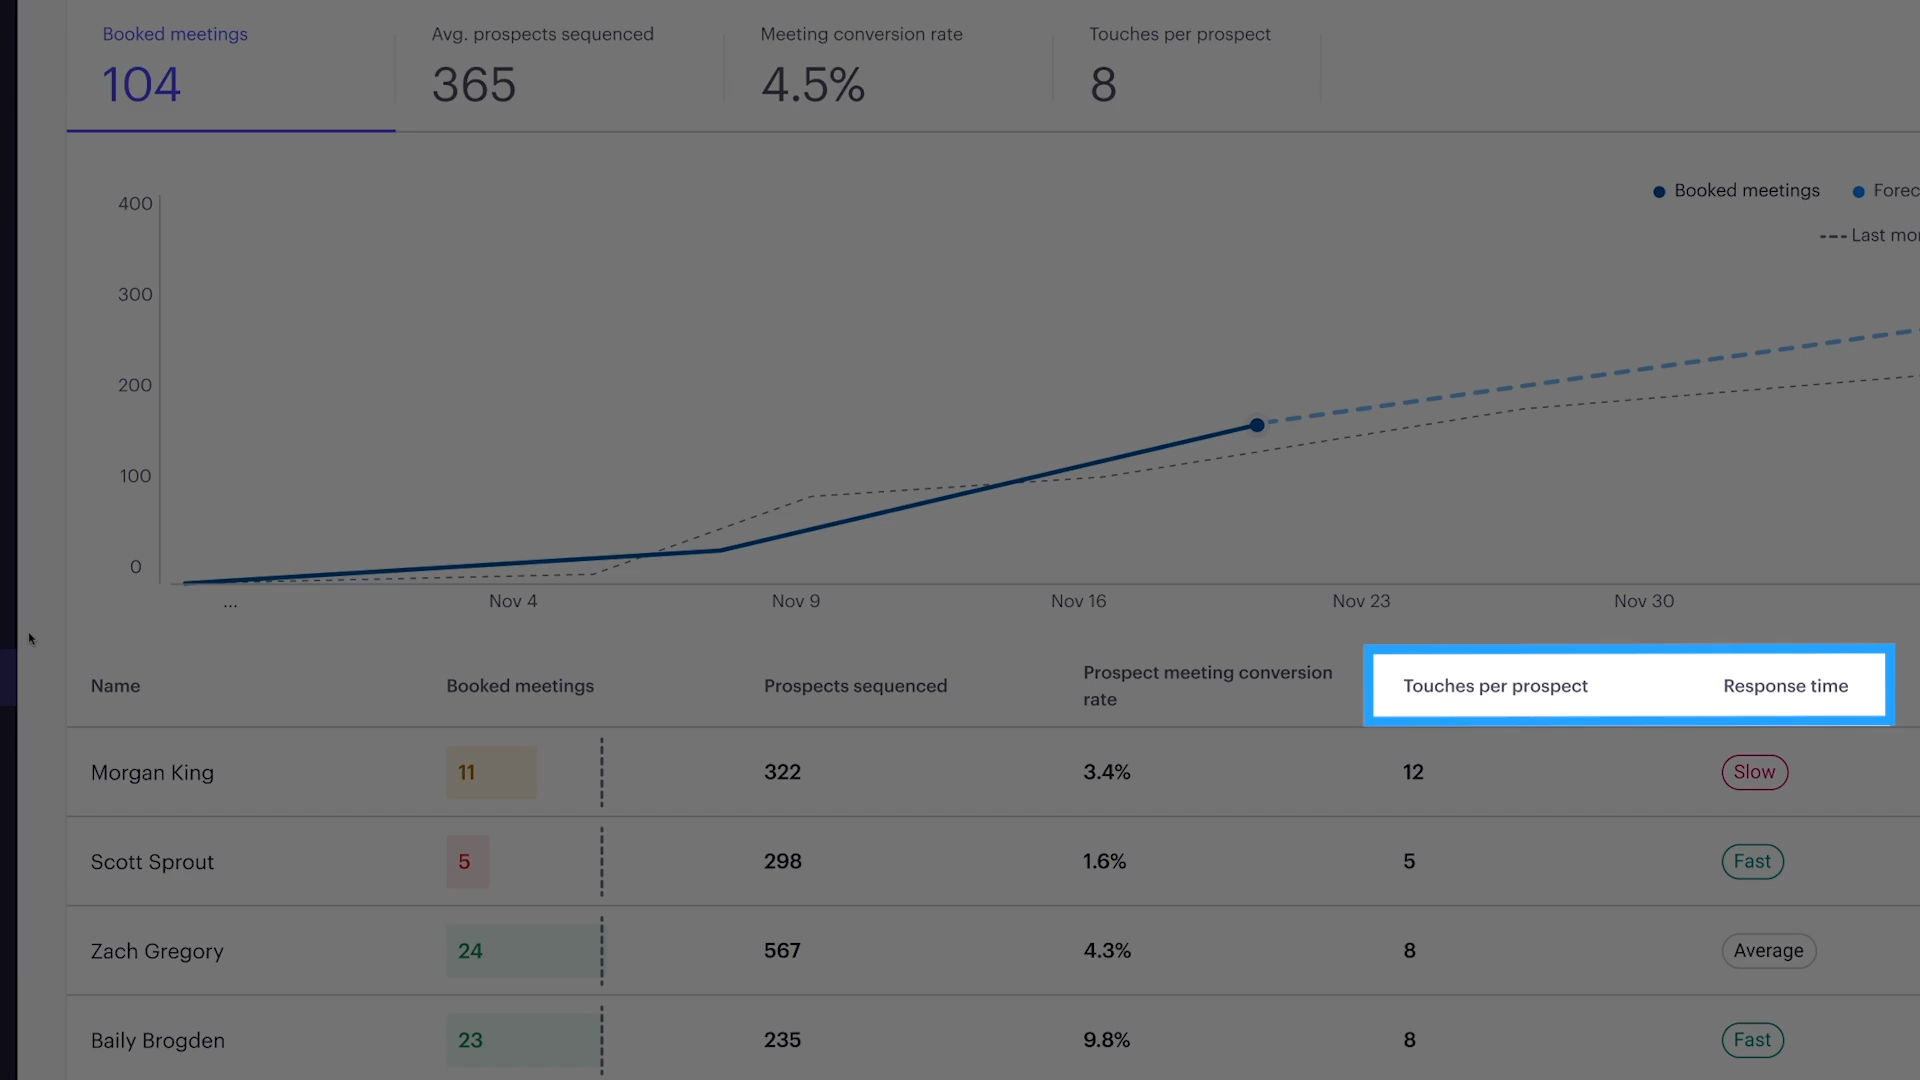 Booked meetings
Avg. prospects sequenced
Meeting conversion rate
Touches per prospect
104
365
4.5%
8
Booked meetings
Forec
Last mo
400
300
200
100
0
...
Nov 4
Nov 9
Nov 16
Nov 23
Nov 30
Name
Booked meetings
Prospects sequenced
Prospect meeting conversion
rate
Touches per prospect
Response time
Morgan King
11
322
3.4%
12
Slow
Scott Sprout
5
298
1.6%
5
Fast
Zach Gregory
24
567
4.3%
8
Average
Baily Brogden
23
235
9.8%
8
Fast